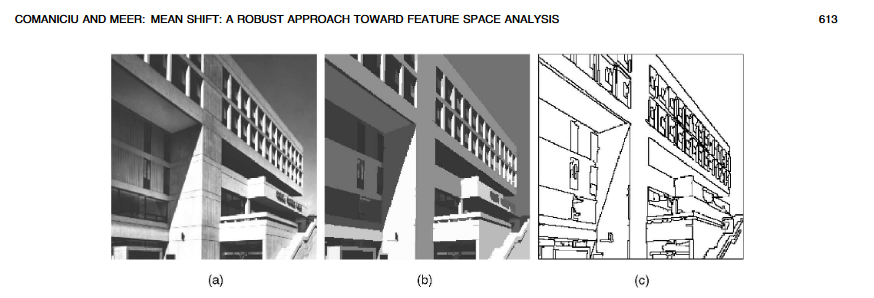 COMANICIU AND MEER: MEAN SHIFT: A ROBUST APPROACH TOWARD FEATURE SPACE ANALYSIS 613
(a) (b) (c)